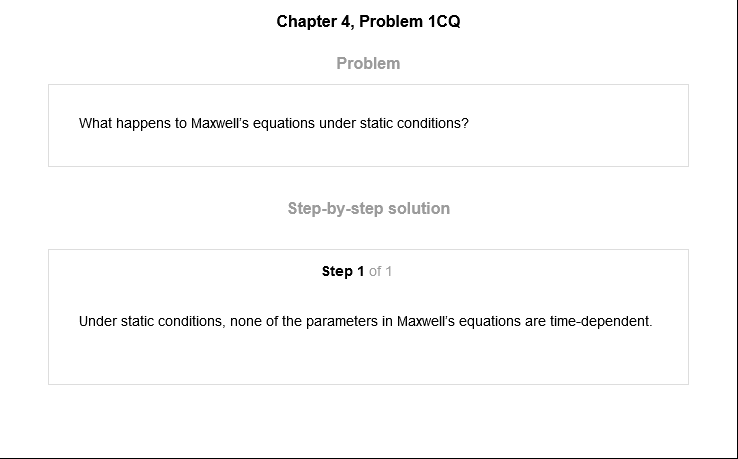 Chapter 4, Problem 1CQ
Problem
What happens to Maxwell's equations under static conditions?
Step-by-step solution
Step 1 of 1
Under static conditions, none of the parameters in Maxwell's equations are time-dependent.